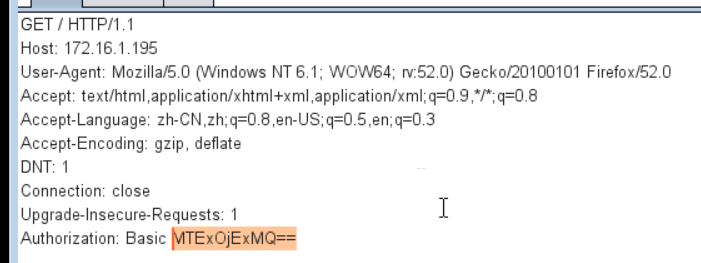 GET / HTTP/1.1
Host: 172.16.1.195
User-Agent: Mozilla/5.0 (Windows NT 6.1; WOW64; rv:52.0) Gecko/20100101 Firefox/52.0
Accept: text/html,application/xhtml+xml,application/xml;q=0.9,*/*;q=0.8
Accept-Language: zh-CN,zh;q=0.8,en-US;q=0.5,en;q=0.3
Accept-Encoding: gzip, deflate
DNT: 1
Connection: close
Upgrade-Insecure-Requests: 1
Authorization: Basic MTExOjExMQ==